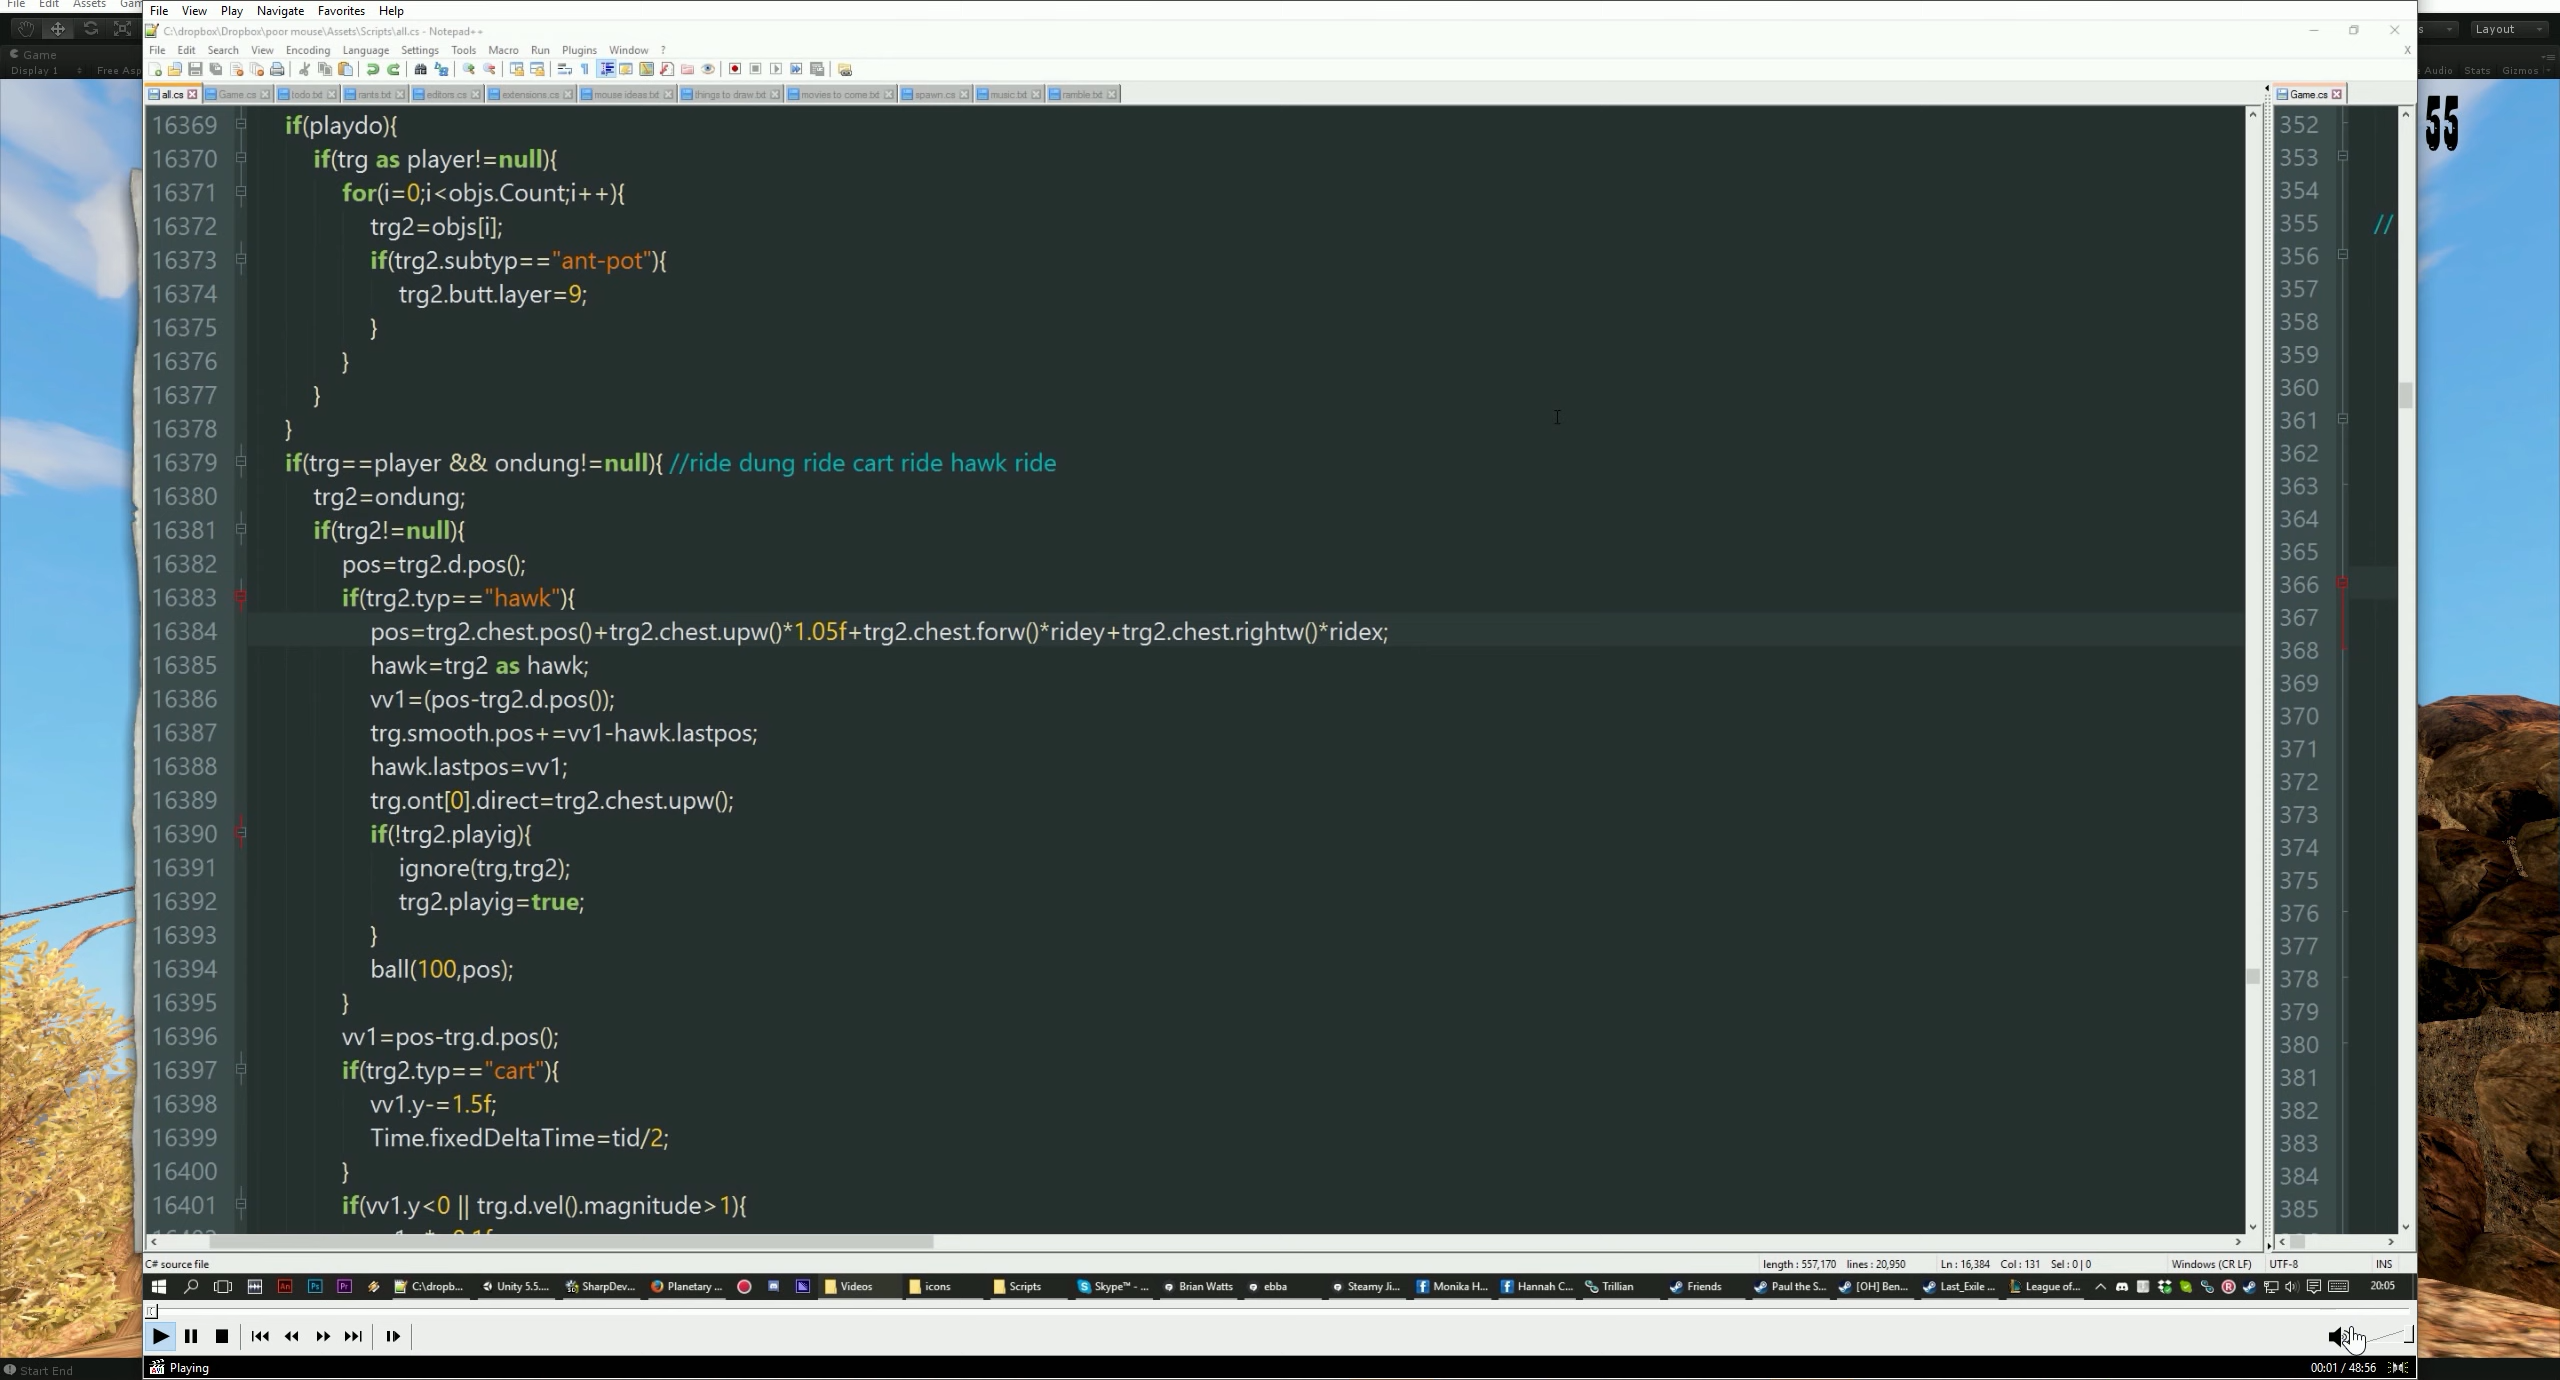 File Edit Assets Gam
File View Play Navigate Favorites Help
C:\dropbox\Dropbox\poor mouse\Assets\Scripts\all.cs - Notepad++
Layout
Game
File Edit Search View Encoding Language Settings Tools Macro Run Plugins Window ? X
Display 1 Free Asp
Audio Stats Gizmos
all.cs Game.cs todo.txt rants.txt editors.cs extensions.cs mouse ideas.txt things to draw.txt movies to come.txt spawn.cs music.txt ramble.txt
Game.cs
55
16369 if(playdo){
16370 if(trg as player!=null){
16371 for(i=0;i<objs.Count;i++){
16372 trg2=objs[i];
16373 if(trg2.subtyp=="ant-pot"){
16374 trg2.butt.layer=9;
16375 }
16376 }
16377 }
16378 }
16379 if(trg==player && ondung!=null){ //ride dung ride cart ride hawk ride
16380 trg2=ondung;
16381 if(trg2!=null){
16382 pos=trg2.d.pos();
16383 if(trg2.typ=="hawk"){
16384 pos=trg2.chest.pos()+trg2.chest.upw()*1.05f+trg2.chest.forw()*ridey+trg2.chest.rightw()*ridex;
16385 hawk=trg2 as hawk;
16386 vv1=(pos-trg2.d.pos());
16387 trg.smooth.pos+=vv1-hawk.lastpos;
16388 hawk.lastpos=vv1;
16389 trg.ont[0].direct=trg2.chest.upw();
16390 if(!trg2.playig){
16391 ignore(trg,trg2);
16392 trg2.playig=true;
16393 }
16394 ball(100,pos);
16395 }
16396 vv1=pos-trg.d.pos();
16397 if(trg2.typ=="cart"){
16398 vv1.y-=1.5f;
16399 Time.fixedDeltaTime=tid/2;
16400 }
16401 if(vv1.y<0 || trg.d.vel().magnitude>1){
352
353
354
355 //
356
357
358
359
360
361
362
363
364
365
366
367
368
369
370
371
372
373
374
375
376
377
378
379
380
381
382
383
384
385
C# source file length : 557,170 lines : 20,950 Ln : 16,384 Col : 131 Sel : 0 | 0 Windows (CR LF) UTF-8 INS
An Ps Pr C:\dropb... Unity 5.5.... SharpDev... Planetary ... Videos icons Scripts Skype™ - ... Brian Watts ebba Steamy Ji... Monika H... Hannah C... Trillian Friends Paul the S... [OH] Ben... Last_Exile ... League of... 20:05
Playing 00:01 / 48:56
Start End